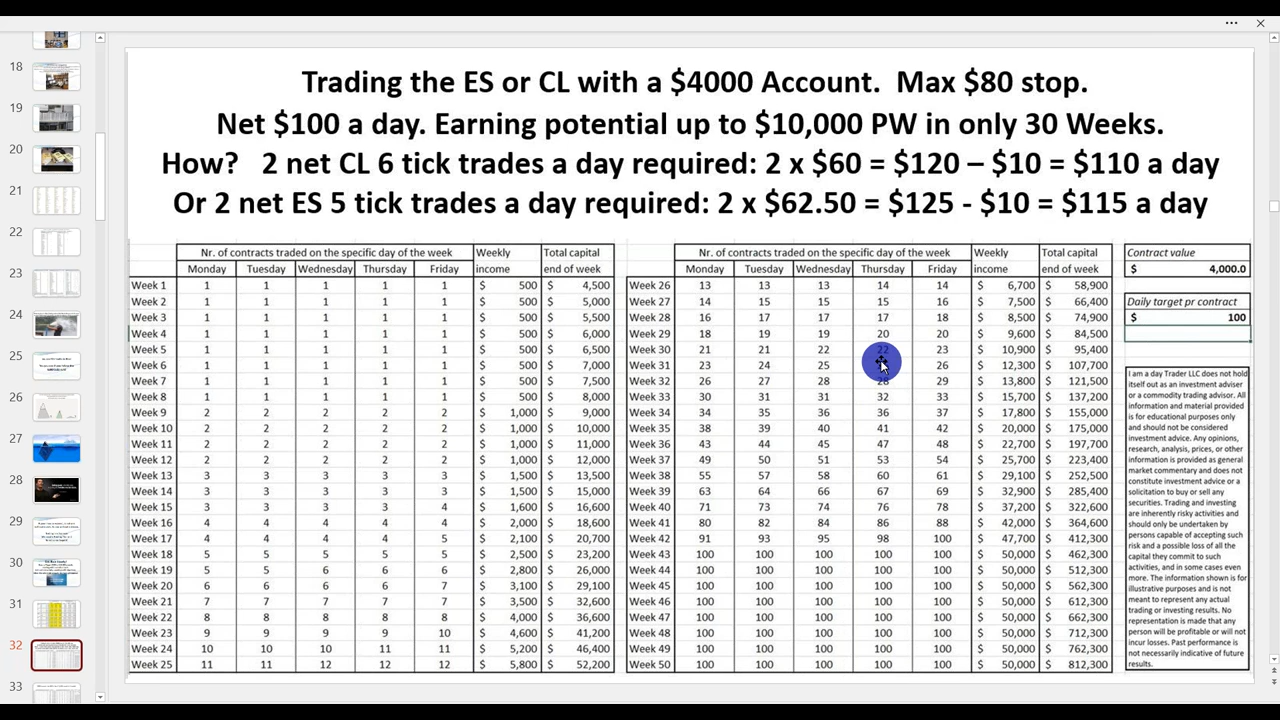 18
19
20
21
22
23
24
25
26
27
28
29
30
31
32
33
Trading the ES or CL with a $4000 Account. Max $80 stop.
Net $100 a day. Earning potential up to $10,000 PW in only 30 Weeks.
How? 2 net CL 6 tick trades a day required: 2 x $60 = $120 – $10 = $110 a day
Or 2 net ES 5 tick trades a day required: 2 x $62.50 = $125 - $10 = $115 a day
Nr. of contracts traded on the specific day of the week Weekly Total capital
Monday Tuesday Wednesday Thursday Friday income end of week
Week 1 1 1 1 1 1 $ 500 $ 4,500
Week 2 1 1 1 1 1 $ 500 $ 5,000
Week 3 1 1 1 1 1 $ 500 $ 5,500
Week 4 1 1 1 1 1 $ 500 $ 6,000
Week 5 1 1 1 1 1 $ 500 $ 6,500
Week 6 1 1 1 1 1 $ 500 $ 7,000
Week 7 1 1 1 1 1 $ 500 $ 7,500
Week 8 1 1 1 1 1 $ 500 $ 8,000
Week 9 2 2 2 2 2 $ 1,000 $ 9,000
Week 10 2 2 2 2 2 $ 1,000 $ 10,000
Week 11 2 2 2 2 2 $ 1,000 $ 11,000
Week 12 2 2 2 2 2 $ 1,000 $ 12,000
Week 13 3 3 3 3 3 $ 1,500 $ 13,500
Week 14 3 3 3 3 3 $ 1,500 $ 15,000
Week 15 3 3 3 3 4 $ 1,600 $ 16,600
Week 16 4 4 4 4 4 $ 2,000 $ 18,600
Week 17 4 4 4 4 5 $ 2,100 $ 20,700
Week 18 5 5 5 5 5 $ 2,500 $ 23,200
Week 19 5 5 6 6 6 $ 2,800 $ 26,000
Week 20 6 6 6 6 7 $ 3,100 $ 29,100
Week 21 7 7 7 7 7 $ 3,500 $ 32,600
Week 22 8 8 8 8 8 $ 4,000 $ 36,600
Week 23 9 9 9 9 10 $ 4,600 $ 41,200
Week 24 10 10 10 11 11 $ 5,200 $ 46,400
Week 25 11 11 12 12 12 $ 5,800 $ 52,200
Nr. of contracts traded on the specific day of the week Weekly Total capital
Monday Tuesday Wednesday Thursday Friday income end of week
Week 26 13 13 13 14 14 $ 6,700 $ 58,900
Week 27 14 15 15 15 16 $ 7,500 $ 66,400
Week 28 16 17 17 17 18 $ 8,500 $ 74,900
Week 29 18 19 19 20 20 $ 9,600 $ 84,500
Week 30 21 21 22 22 23 $ 10,900 $ 95,400
Week 31 23 24 25 26 $ 12,300 $ 107,700
Week 32 26 27 28 28 29 $ 13,800 $ 121,500
Week 33 30 31 31 32 33 $ 15,700 $ 137,200
Week 34 34 35 36 36 37 $ 17,800 $ 155,000
Week 35 38 39 40 41 42 $ 20,000 $ 175,000
Week 36 43 44 45 47 48 $ 22,700 $ 197,700
Week 37 49 50 51 53 54 $ 25,700 $ 223,400
Week 38 55 57 58 60 61 $ 29,100 $ 252,500
Week 39 63 64 66 67 69 $ 32,900 $ 285,400
Week 40 71 73 74 76 78 $ 37,200 $ 322,600
Week 41 80 82 84 86 88 $ 42,000 $ 364,600
Week 42 91 93 95 98 100 $ 47,700 $ 412,300
Week 43 100 100 100 100 100 $ 50,000 $ 462,300
Week 44 100 100 100 100 100 $ 50,000 $ 512,300
Week 45 100 100 100 100 100 $ 50,000 $ 562,300
Week 46 100 100 100 100 100 $ 50,000 $ 612,300
Week 47 100 100 100 100 100 $ 50,000 $ 662,300
Week 48 100 100 100 100 100 $ 50,000 $ 712,300
Week 49 100 100 100 100 100 $ 50,000 $ 762,300
Week 50 100 100 100 100 100 $ 50,000 $ 812,300
Contract value
$ 4,000.0
Daily target pr contract
$ 100
I am a day Trader LLC does not hold
itself out as an investment adviser
or a commodity trading advisor. All
information and material provided
is for educational purposes only
and should not be considered
investment advice. Any opinions,
research, analysis, prices, or other
information is provided as general
market commentary and does not
constitute investment advice or a
solicitation to buy or sell any
securities. Trading and investing
are inherently risky activities and
should only be undertaken by
persons capable of accepting such
risk and a possible loss of all the
capital they commit to such
activities, and in some cases even
more. The information shown is for
illustrative purposes and is not
meant to represent any actual
trading or investing results. No
representation is made that any
person will be profitable or will not
incur losses. Past performance is
not necessarily indicative of future
results.